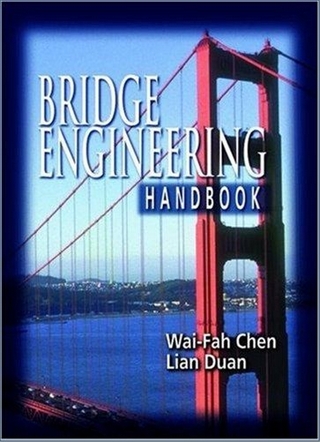 BRIDGE
ENGINEERING
HANDBOOK
Wai-Fah Chen
Lian Duan